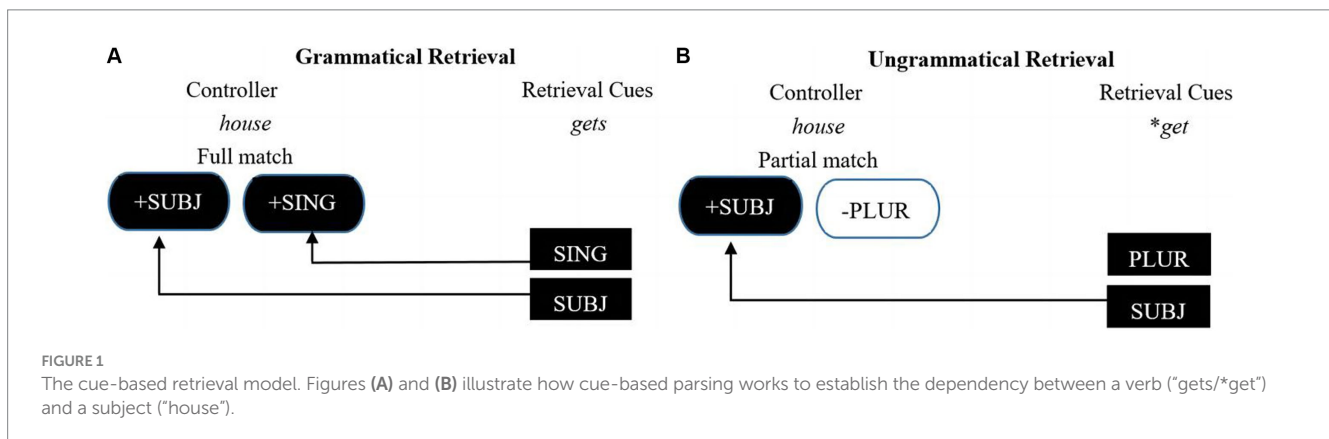 A
Grammatical Retrieval
Controller
Retrieval Cues
house
gets
Full match
+SUBJ
+SING
SING
SUBJ
B
Ungrammatical Retrieval
Controller
Retrieval Cues
house
*get
Partial match
+SUBJ
-PLUR
PLUR
SUBJ
FIGURE 1
The cue-based retrieval model. Figures (A) and (B) illustrate how cue-based parsing works to establish the dependency between a verb (“gets/*get”)
and a subject (“house”).